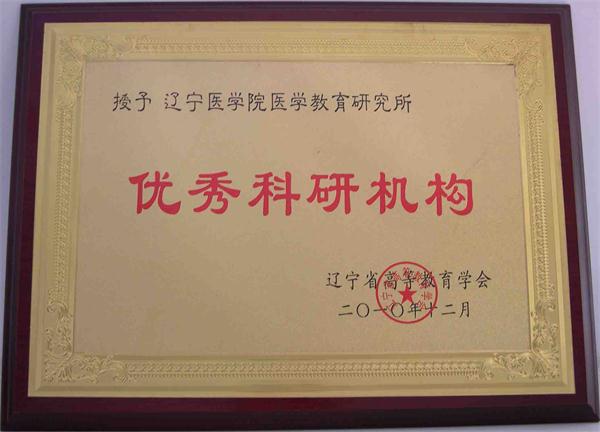 授予 辽宁医学院医学教育研究所
优秀科研机构
辽宁省高等教育学会
二〇一〇年十二月